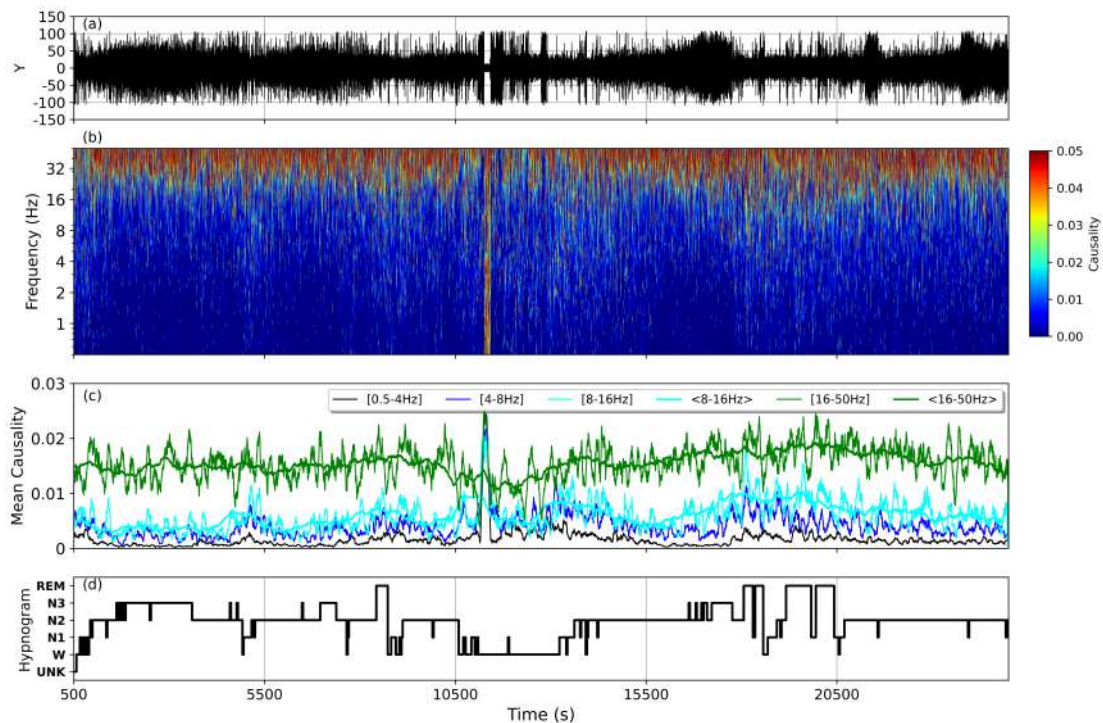 (a)
150
100
50
0
-50
-100
-150
Y
(b)
32
16
8
4
2
1
Frequency (Hz)
0.05
0.04
0.03
0.02
0.01
0.00
Causality
(c)
0.03
0.02
0.01
0
Mean Causality
[0.5-4Hz] [4-8Hz] [8-16Hz] <8-16Hz> [16-50Hz] <16-50Hz>
(d)
REM
N3
N2
N1
W
UNK
Hypnogram
500 5500 10500 15500 20500
Time (s)